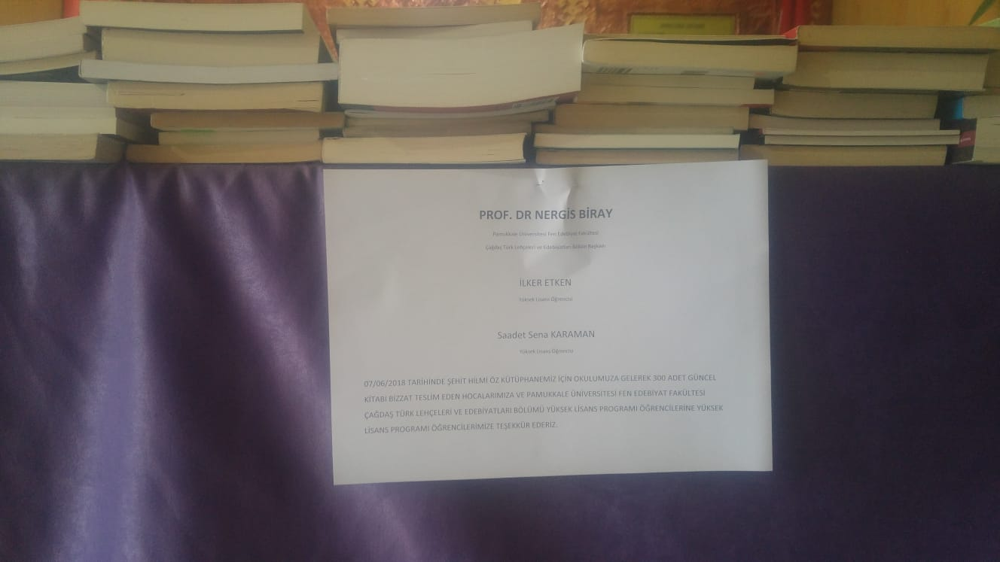 PROF. DR NERGİS BİRAY
Pamukkale Üniversitesi Fen Edebiyat Fakültesi
Çağdaş Türk Lehçeleri ve Edebiyatları Bölüm Başkanı
İLKER ETKEN
Yüksek Lisans Öğrencisi
Saadet Sena KARAMAN
Yüksek Lisans Öğrencisi
07/06/2018 TARİHİNDE ŞEHİT HİLMİ ÖZ KÜTÜPHANEMİZ İÇİN OKULUMUZA GELEREK 300 ADET GÜNCEL
KİTABI BİZZAT TESLİM EDEN HOCALARIMIZA VE PAMUKKALE ÜNİVERSİTESİ FEN EDEBİYAT FAKÜLTESİ
ÇAĞDAŞ TÜRK LEHÇELERİ VE EDEBİYATLARI BÖLÜMÜ YÜKSEK LİSANS PROGRAMI ÖĞRENCİLERİNE YÜKSEK
LİSANS PROGRAMI ÖĞRENCİLERİMİZE TEŞEKKÜR EDERİZ.